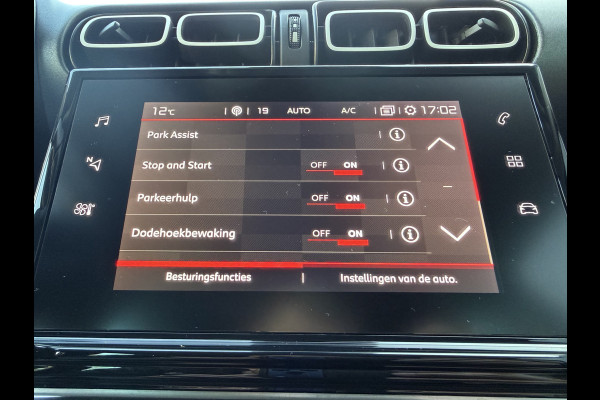 12°C 19 AUTO A/C 17:02
Park Assist
Stop and Start OFF ON
Parkeerhulp OFF ON
Dodehoekbewaking OFF ON
Besturingsfuncties Instellingen van de auto.
N